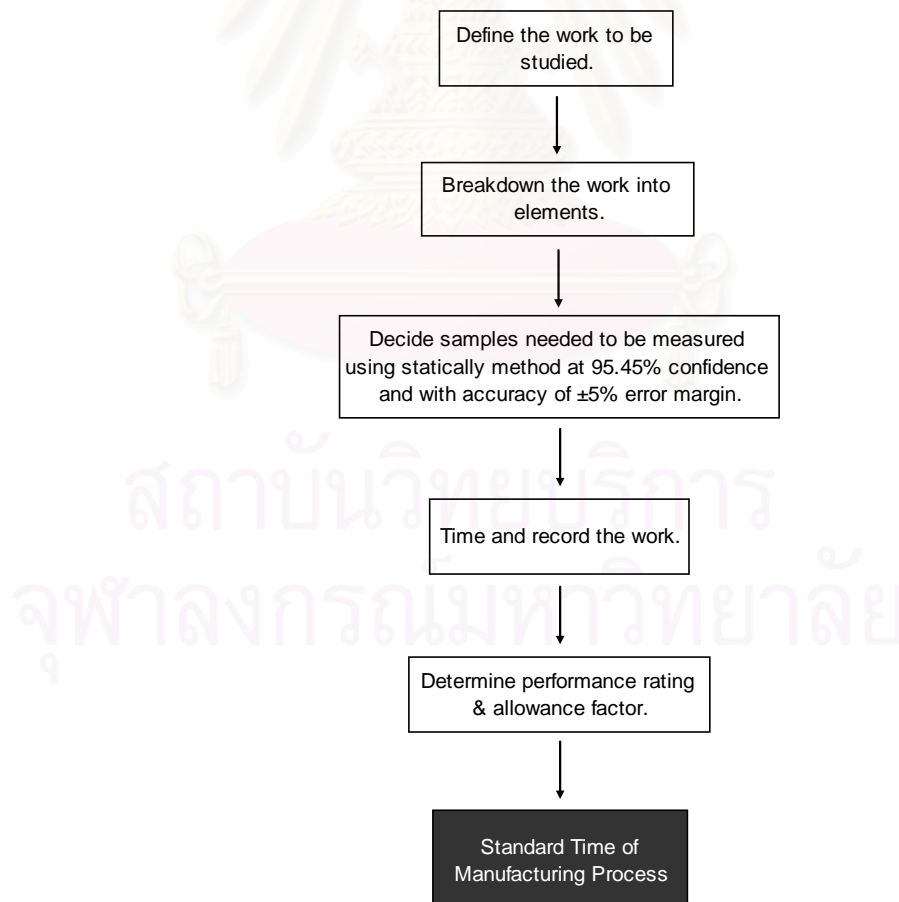 Define the work to be
studied.
Breakdown the work into
elements.
Decide samples needed to be measured
using statically method at 95.45% confidence
and with accuracy of ±5% error margin.
สถาบันวิทยบริการ
Time and record the work.
จุฬาลงกรณ์มหาวิทยาลัย
Determine performance rating
& allowance factor.
Standard Time of
Manufacturing Process